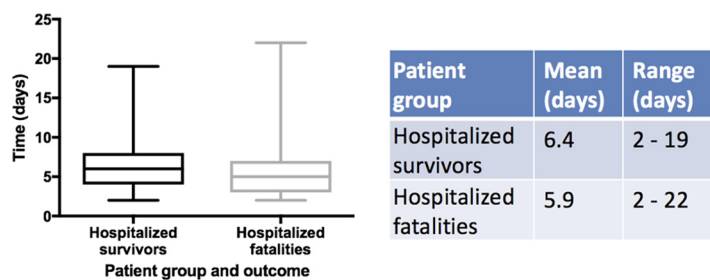 25
20
15
10
5
0
Time (days)
Hospitalized
survivors
Hospitalized
fatalities
Patient group and outcome
Patient
group
Mean
(days)
Range
(days)
Hospitalized
survivors
6.4
2 - 19
Hospitalized
fatalities
5.9
2 - 22